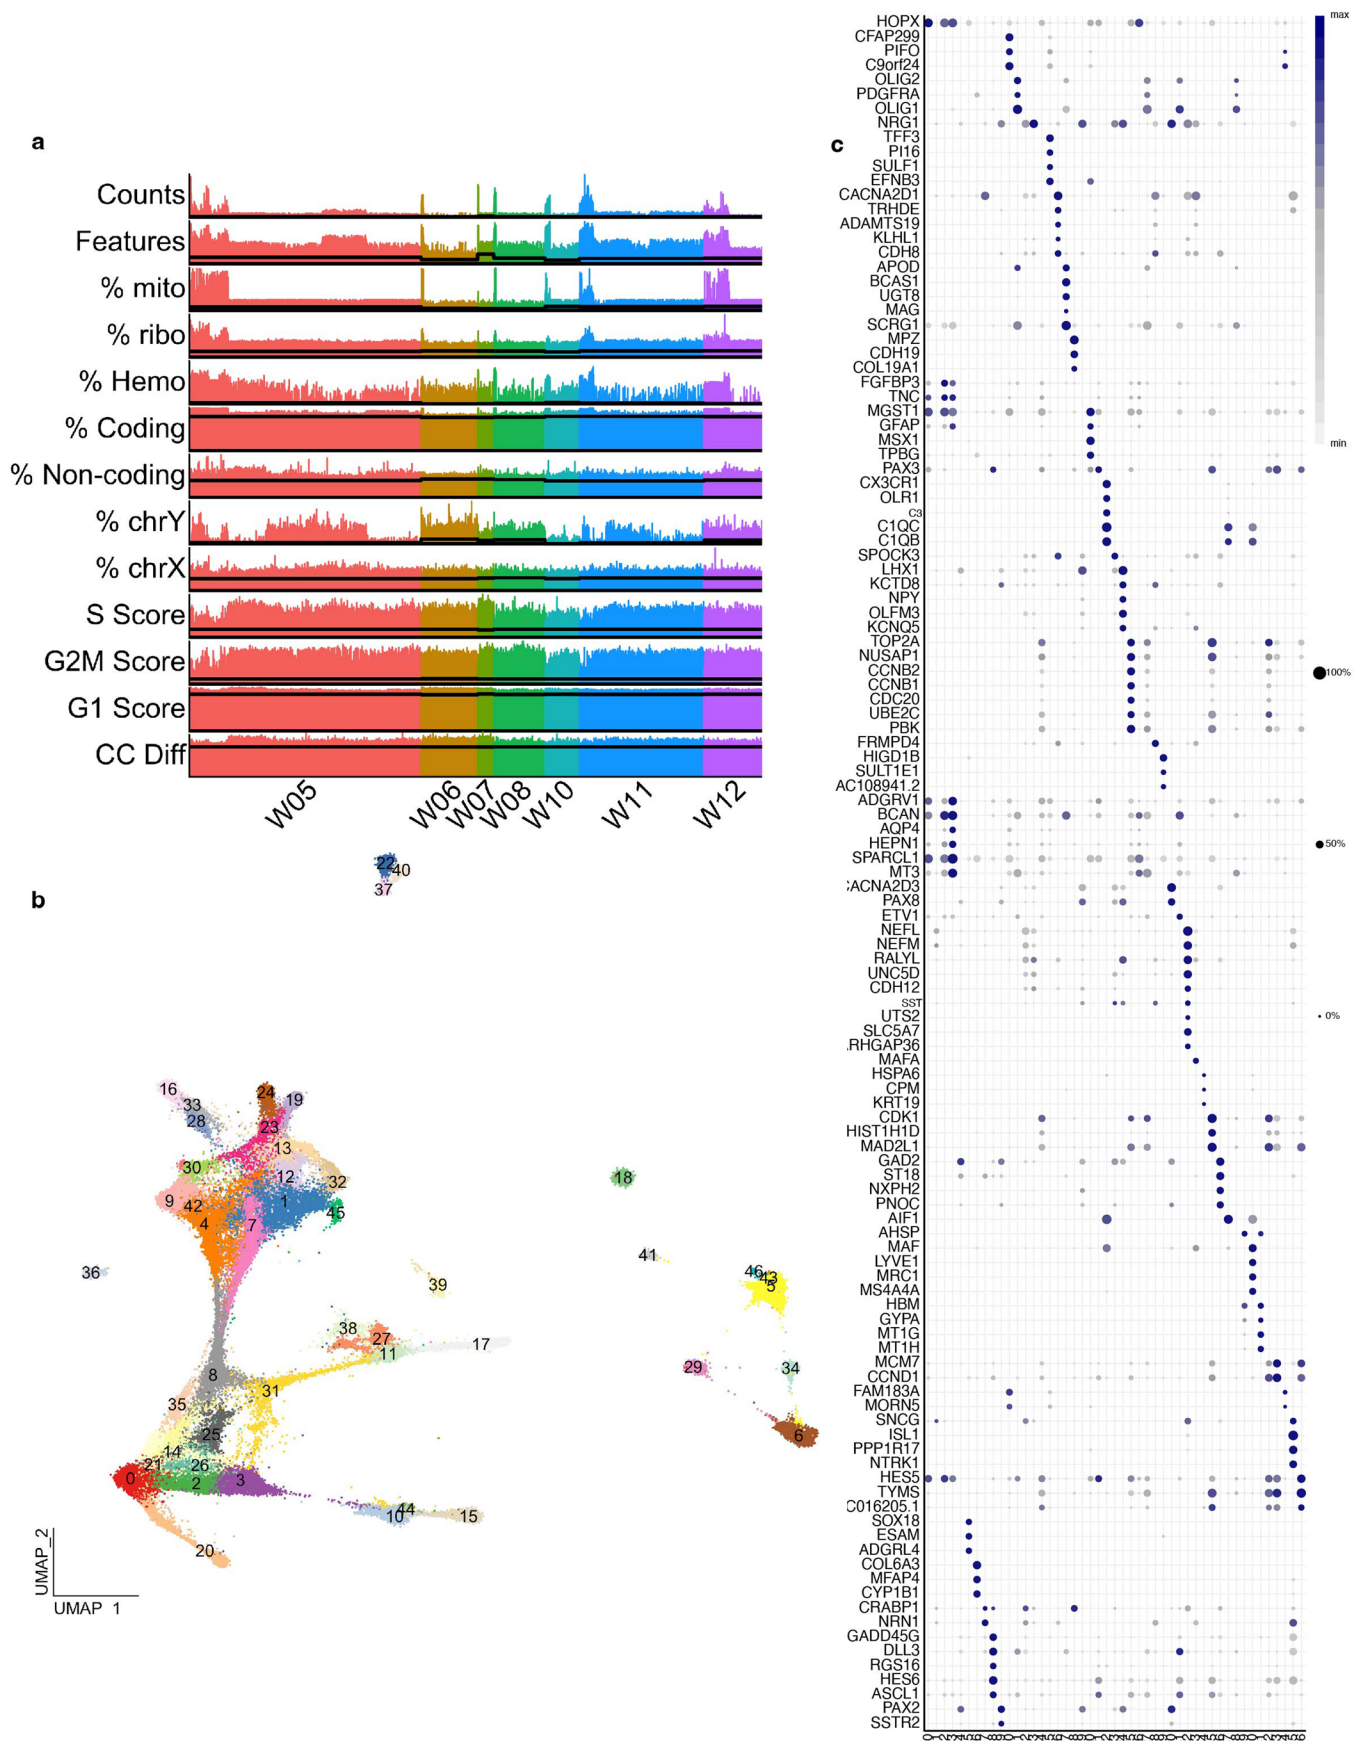 a
Counts
Features
% mito
% ribo
% Hemo
% Coding
% Non-coding
% chrY
% chrX
S Score
G2M Score
G1 Score
CC Diff
W05
W06
W07
W08
W10
W11
W12
b
22
40
37
16
33
28
24
19
23
13
30
12
32
9
42
4
7
1
45
18
36
41
39
46
43
5
38
27
11
17
29
34
8
31
35
6
25
14
21
26
0
2
3
10
44
15
20
UMAP_2
UMAP 1
c
HOPX
CFAP299
PIFO
C9orf24
OLIG2
PDGFRA
OLIG1
NRG1
TFF3
PI16
SULF1
EFNB3
CACNA2D1
TRHDE
ADAMTS19
KLHL1
CDH8
APOD
BCAS1
UGT8
MAG
SCRG1
MPZ
CDH19
COL19A1
FGFBP3
TNC
MGST1
GFAP
MSX1
TPBG
PAX3
CX3CR1
OLR1
C3
C1QC
C1QB
SPOCK3
LHX1
KCTD8
NPY
OLFM3
KCNQ5
TOP2A
NUSAP1
CCNB2
CCNB1
CDC20
UBE2C
PBK
FRMPD4
HIGD1B
SULT1E1
AC108941.2
ADGRV1
BCAN
AQP4
HEPN1
SPARCL1
MT3
CACNA2D3
PAX8
ETV1
NEFL
NEFM
RALYL
UNC5D
CDH12
SST
UTS2
SLC5A7
RHGAP36
MAFA
HSPA6
CPM
KRT19
CDK1
HIST1H1D
MAD2L1
GAD2
ST18
NXPH2
PNOC
AIF1
AHSP
MAF
LYVE1
MRC1
MS4A4A
HBM
GYPA
MT1G
MT1H
MCM7
CCND1
FAM183A
MORN5
SNCG
ISL1
PPP1R17
NTRK1
HES5
TYMS
C016205.1
SOX18
ESAM
ADGRL4
COL6A3
MFAP4
CYP1B1
CRABP1
NRN1
GADD45G
DLL3
RGS16
HES6
ASCL1
PAX2
SSTR2
max
min
100%
50%
0%